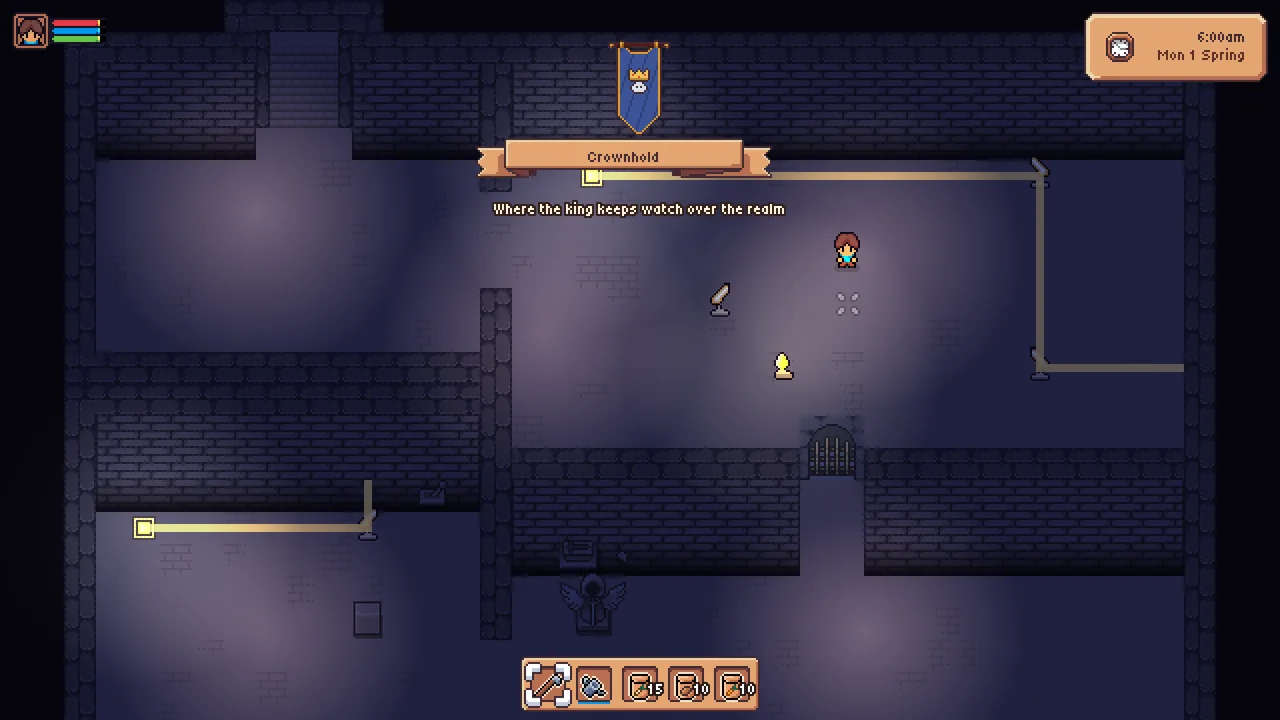 6:00am
Mon 1 Spring
Crownhold
Where the king keeps watch over the realm
15 10 10